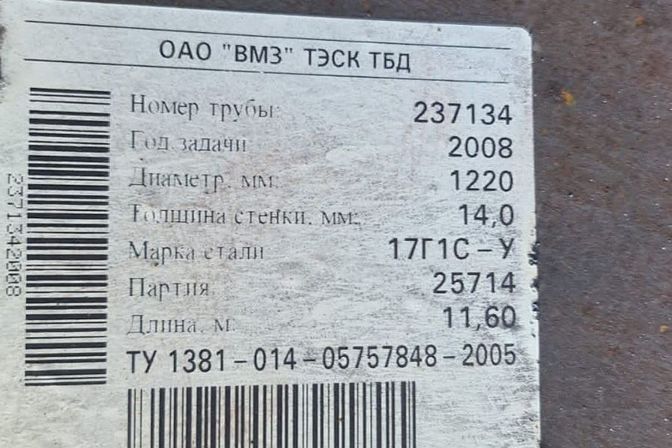 ОАО "ВМЗ" ТЭСК ТБД
Номер трубы: 237134
Год задачи 2008
Диаметр, мм: 1220
Толщина стенки, мм: 14,0
Марка стали 17Г1С - У
Партия 25714
Длина, м: 11,60
ТУ 1381 - 014 - 05757848 - 2005
2371342008